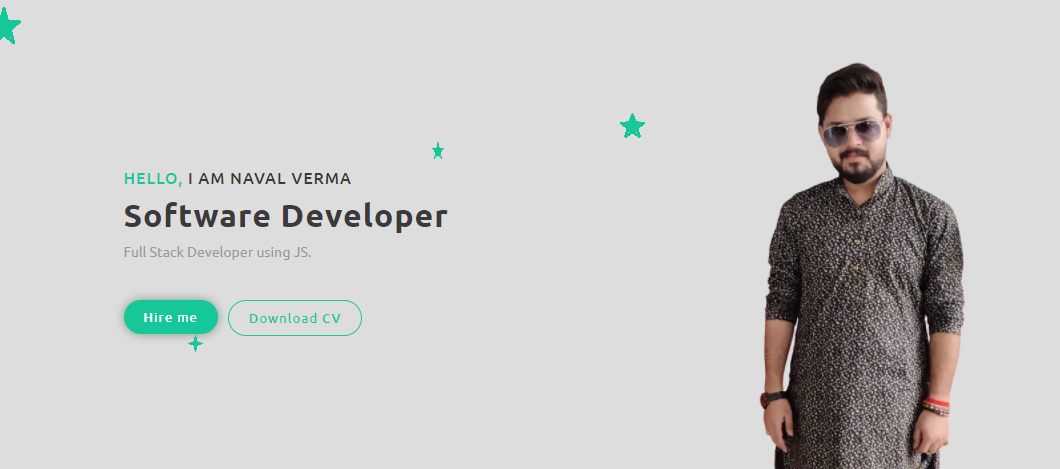 HELLO, I AM NAVAL VERMA
Software Developer
Full Stack Developer using JS.
Hire me
Download CV